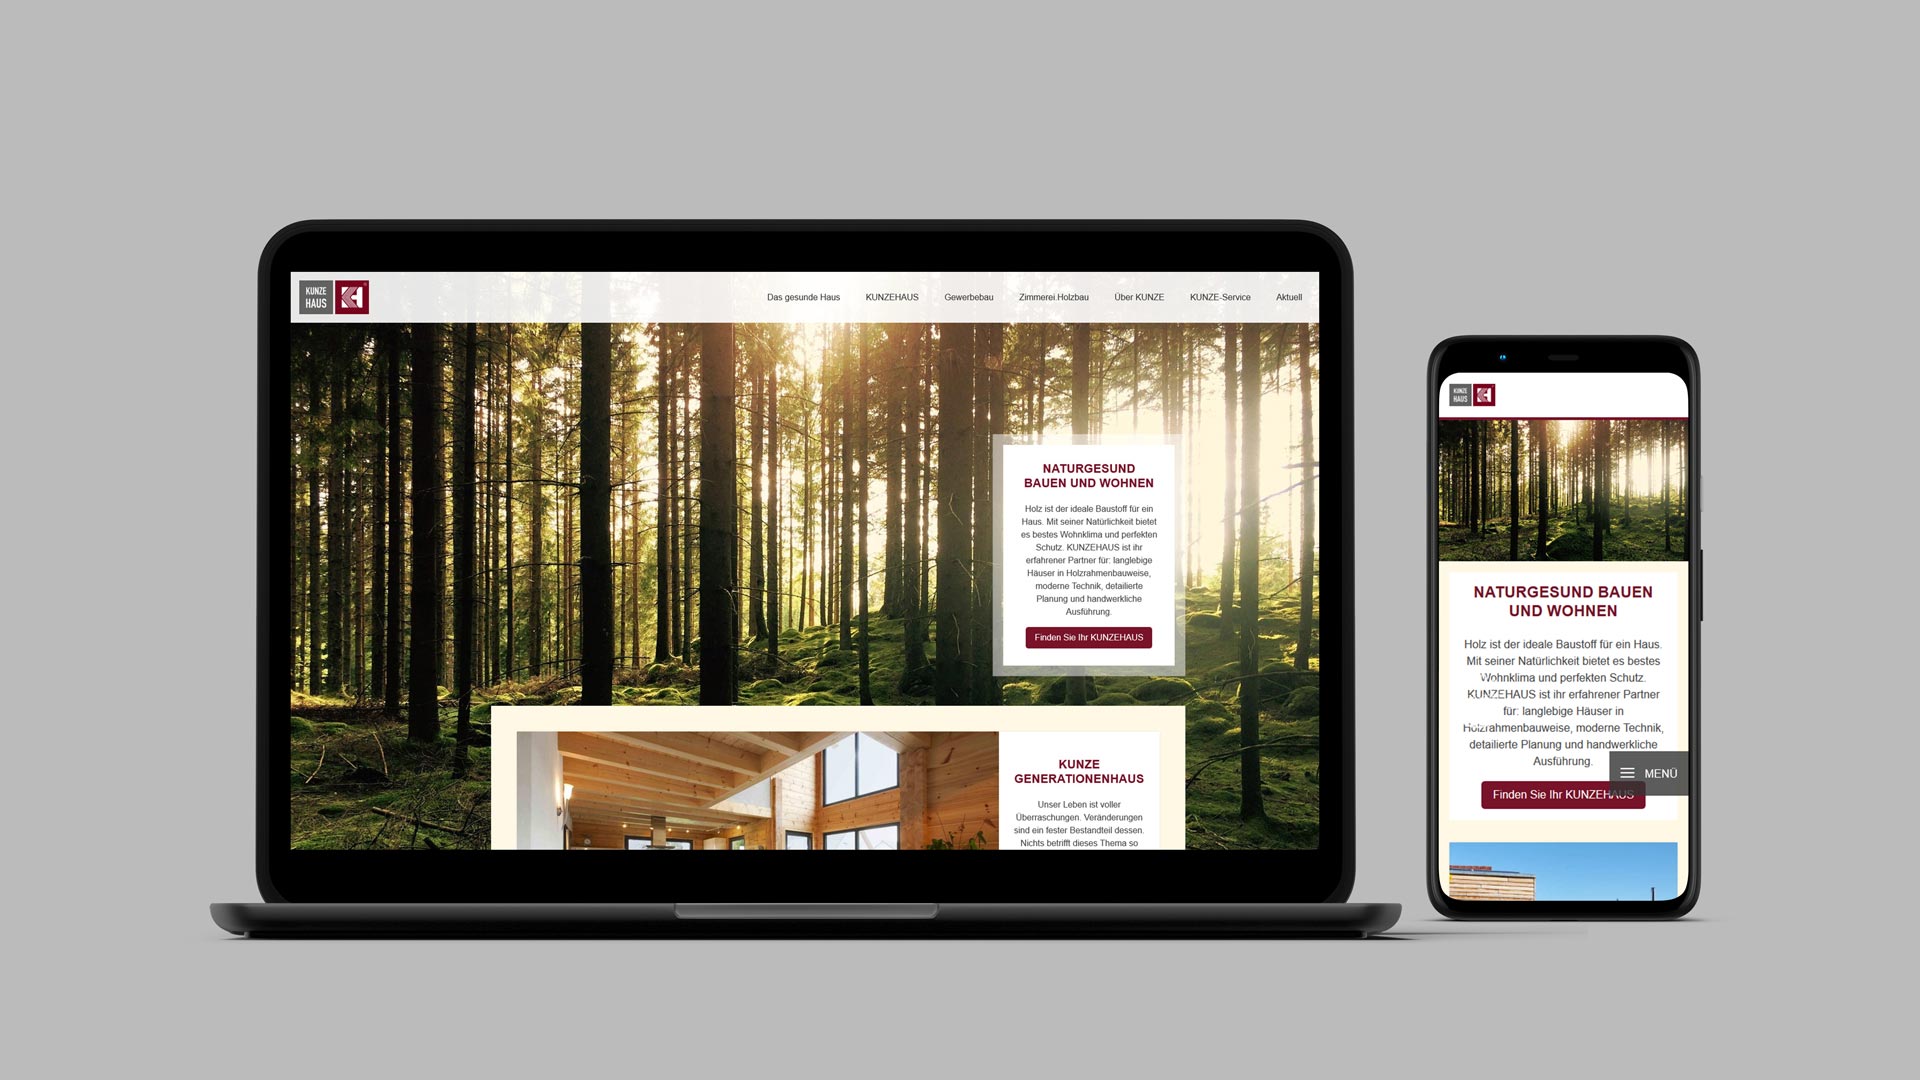 KUNZE
HAUS
Das gesunde Haus KUNZEHAUS Gewerbebau Zimmerei.Holzbau Über KUNZE KUNZE-Service Aktuell
NATURGESUND
BAUEN UND WOHNEN
Holz ist der ideale Baustoff für ein
Haus. Mit seiner Natürlichkeit bietet
es bestes Wohnklima und perfekten
Schutz. KUNZEHAUS ist ihr
erfahrener Partner für: langlebige
Häuser in Holzrahmenbauweise,
moderne Technik, detailierte
Planung und handwerkliche
Ausführung.
Finden Sie Ihr KUNZEHAUS
KUNZE
GENERATIONENHAUS
Unser Leben ist voller
Überraschungen. Veränderungen
sind ein fester Bestandteil dessen.
Nichts betrifft dieses Thema so
KUNZE
HAUS
NATURGESUND BAUEN
UND WOHNEN
Holz ist der ideale Baustoff für ein Haus.
Mit seiner Natürlichkeit bietet es bestes
Wohnklima und perfekten Schutz.
KUNZEHAUS ist ihr erfahrener Partner
für: langlebige Häuser in
Holzrahmenbauweise, moderne Technik,
detailierte Planung und handwerkliche
Ausführung.
MENÜ
Finden Sie Ihr KUNZEHAUS